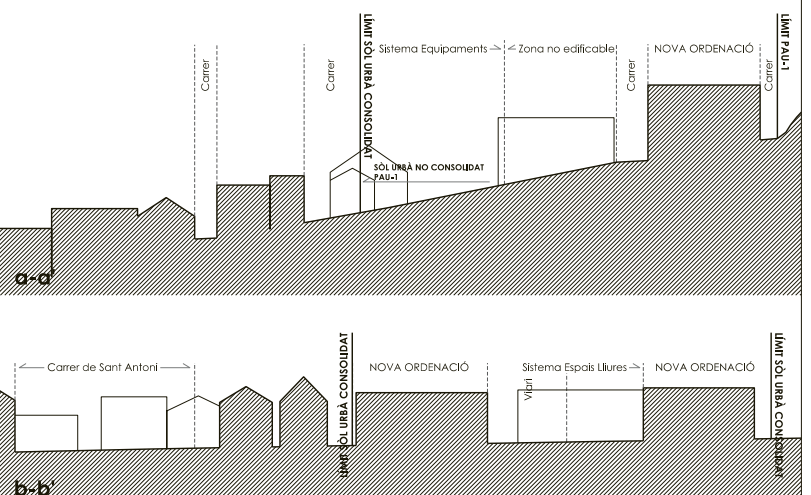 LÍMIT SÒL URBÀ CONSOLIDAT
LÍMIT PAU-1
Sistema Equipaments
Zona no edificable
NOVA ORDENACIÓ
Carrer
Carrer
Carrer
Carrer
SÒL URBÀ NO CONSOLIDAT
PAU-1
a-a'
LÍMIT SÒL URBÀ CONSOLIDAT
LÍMIT SÒL URBÀ CONSOLIDAT
Carrer de Sant Antoni
NOVA ORDENACIÓ
Sistema Espais Lliures
NOVA ORDENACIÓ
Viari
b-b'